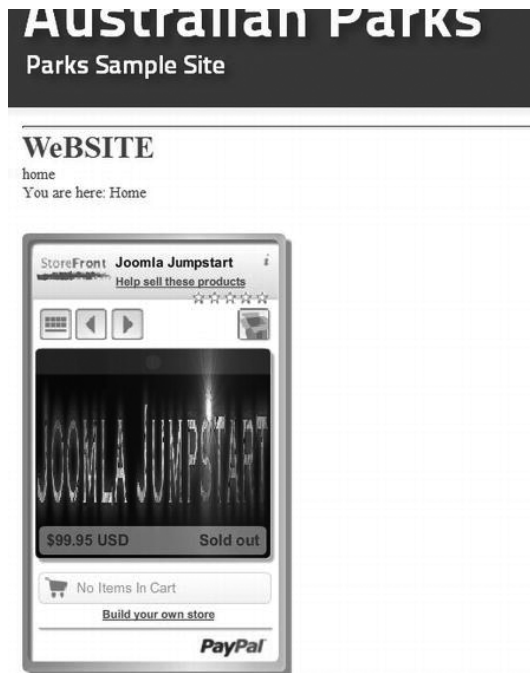 Australian Parks
Parks Sample Site
WeBSITE
home
You are here: Home
StoreFront Joomla Jumpstart i
Help sell these products
JOOMLA JUMPSTART
$99.95 USD Sold out
No Items In Cart
Build your own store
PayPal